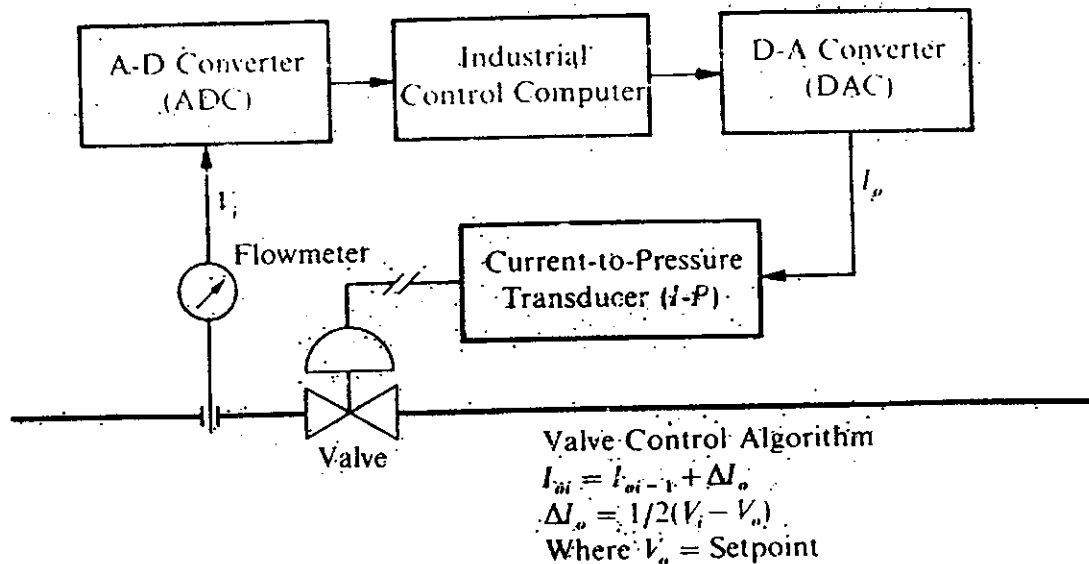 A-D Converter
(ADC)
Industrial
Control Computer
D-A Converter
(DAC)
V_i
I_o
Flowmeter
Current-to-Pressure
Transducer (I-P)
Valve
Valve Control Algorithm
I_oi = I_oi-1 + ΔI_o
ΔI_o = 1/2(V_i − V_o)
Where V_o = Setpoint